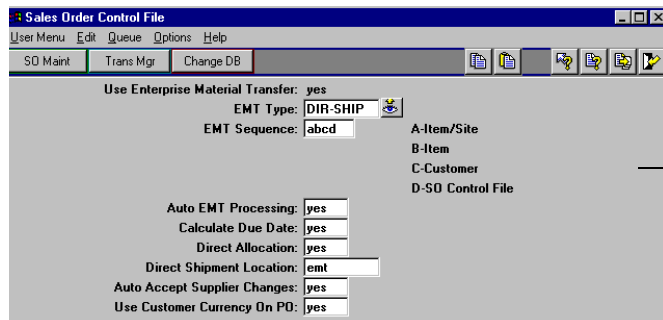 Sales Order Control File
User Menu Edit Queue Options Help
SO Maint Trans Mgr Change DB
Use Enterprise Material Transfer: yes
EMT Type: DIR-SHIP
EMT Sequence: abcd A-Item/Site
B-Item
C-Customer
D-SO Control File
Auto EMT Processing: yes
Calculate Due Date: yes
Direct Allocation: yes
Direct Shipment Location: emt
Auto Accept Supplier Changes: yes
Use Customer Currency On PO: yes